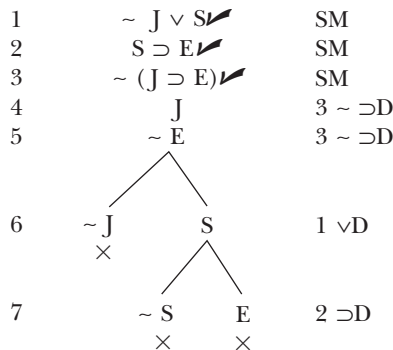 1 ~ J ∨ S✔ SM
2 S ⊃ E✔ SM
3 ~ (J ⊃ E)✔ SM
4 J 3 ~ ⊃D
5 ~ E 3 ~ ⊃D
6 ~ J S 1 ∨D
×
7 ~ S E 2 ⊃D
× ×